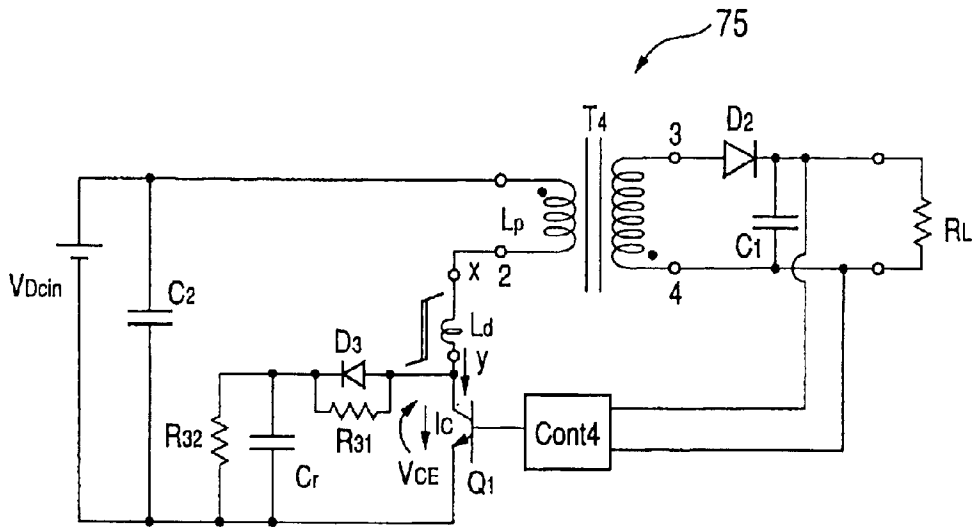 75
T4
3
D2
Lp
C1
RL
VDcin
C2
x
2
4
Ld
D3
y
R32
Cr
R31
Ic
VCE
Q1
Cont4